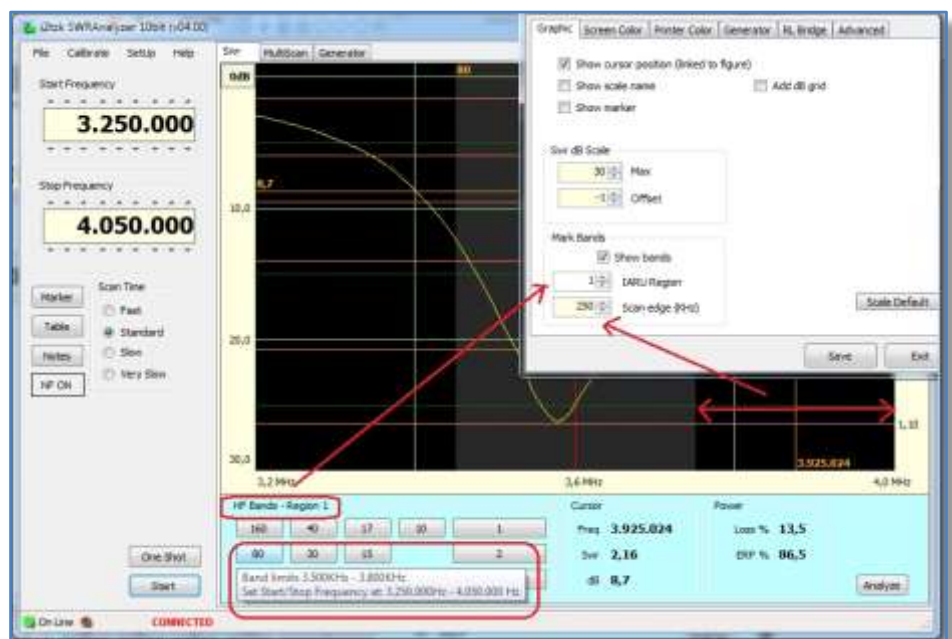 SWRAnalyzer 10bit (v04.00)
File Calibrate SetUp Help
Swr MultiScan Generator
Start Frequency
3.250.000
Stop Frequency
4.050.000
Marker
Table
Notes
NF ON
Scan Time
Fast
Standard
Slow
Very Slow
One Shot
Start
On Line CONNECTED
0dB
80
8,7
10,0
20,0
30,0
1,10
3.925.024
3,2 MHz 3,6 MHz 4,0 MHz
Graphic Screen Color Printer Color Generator RL Bridge Advanced
Show cursor position (linked to figure)
Show scale name Add dB grid
Show marker
Swr dB Scale
30 Max
-1 Offset
Mark Bands
Show bands
1 IARU Region
250 Scan edge (KHz)
Scale Default
Save Exit
HF Bands - Region 1
160 40 17 10 1
80 30 15 2
Band limits 3.500KHz - 3.800KHz
Set Start/Stop Frequency at: 3.250.000Hz - 4.050.000 Hz
Cursor
Freq 3.925.024
Swr 2,16
dB 8,7
Power
Loss % 13,5
ERP % 86,5
Analyze